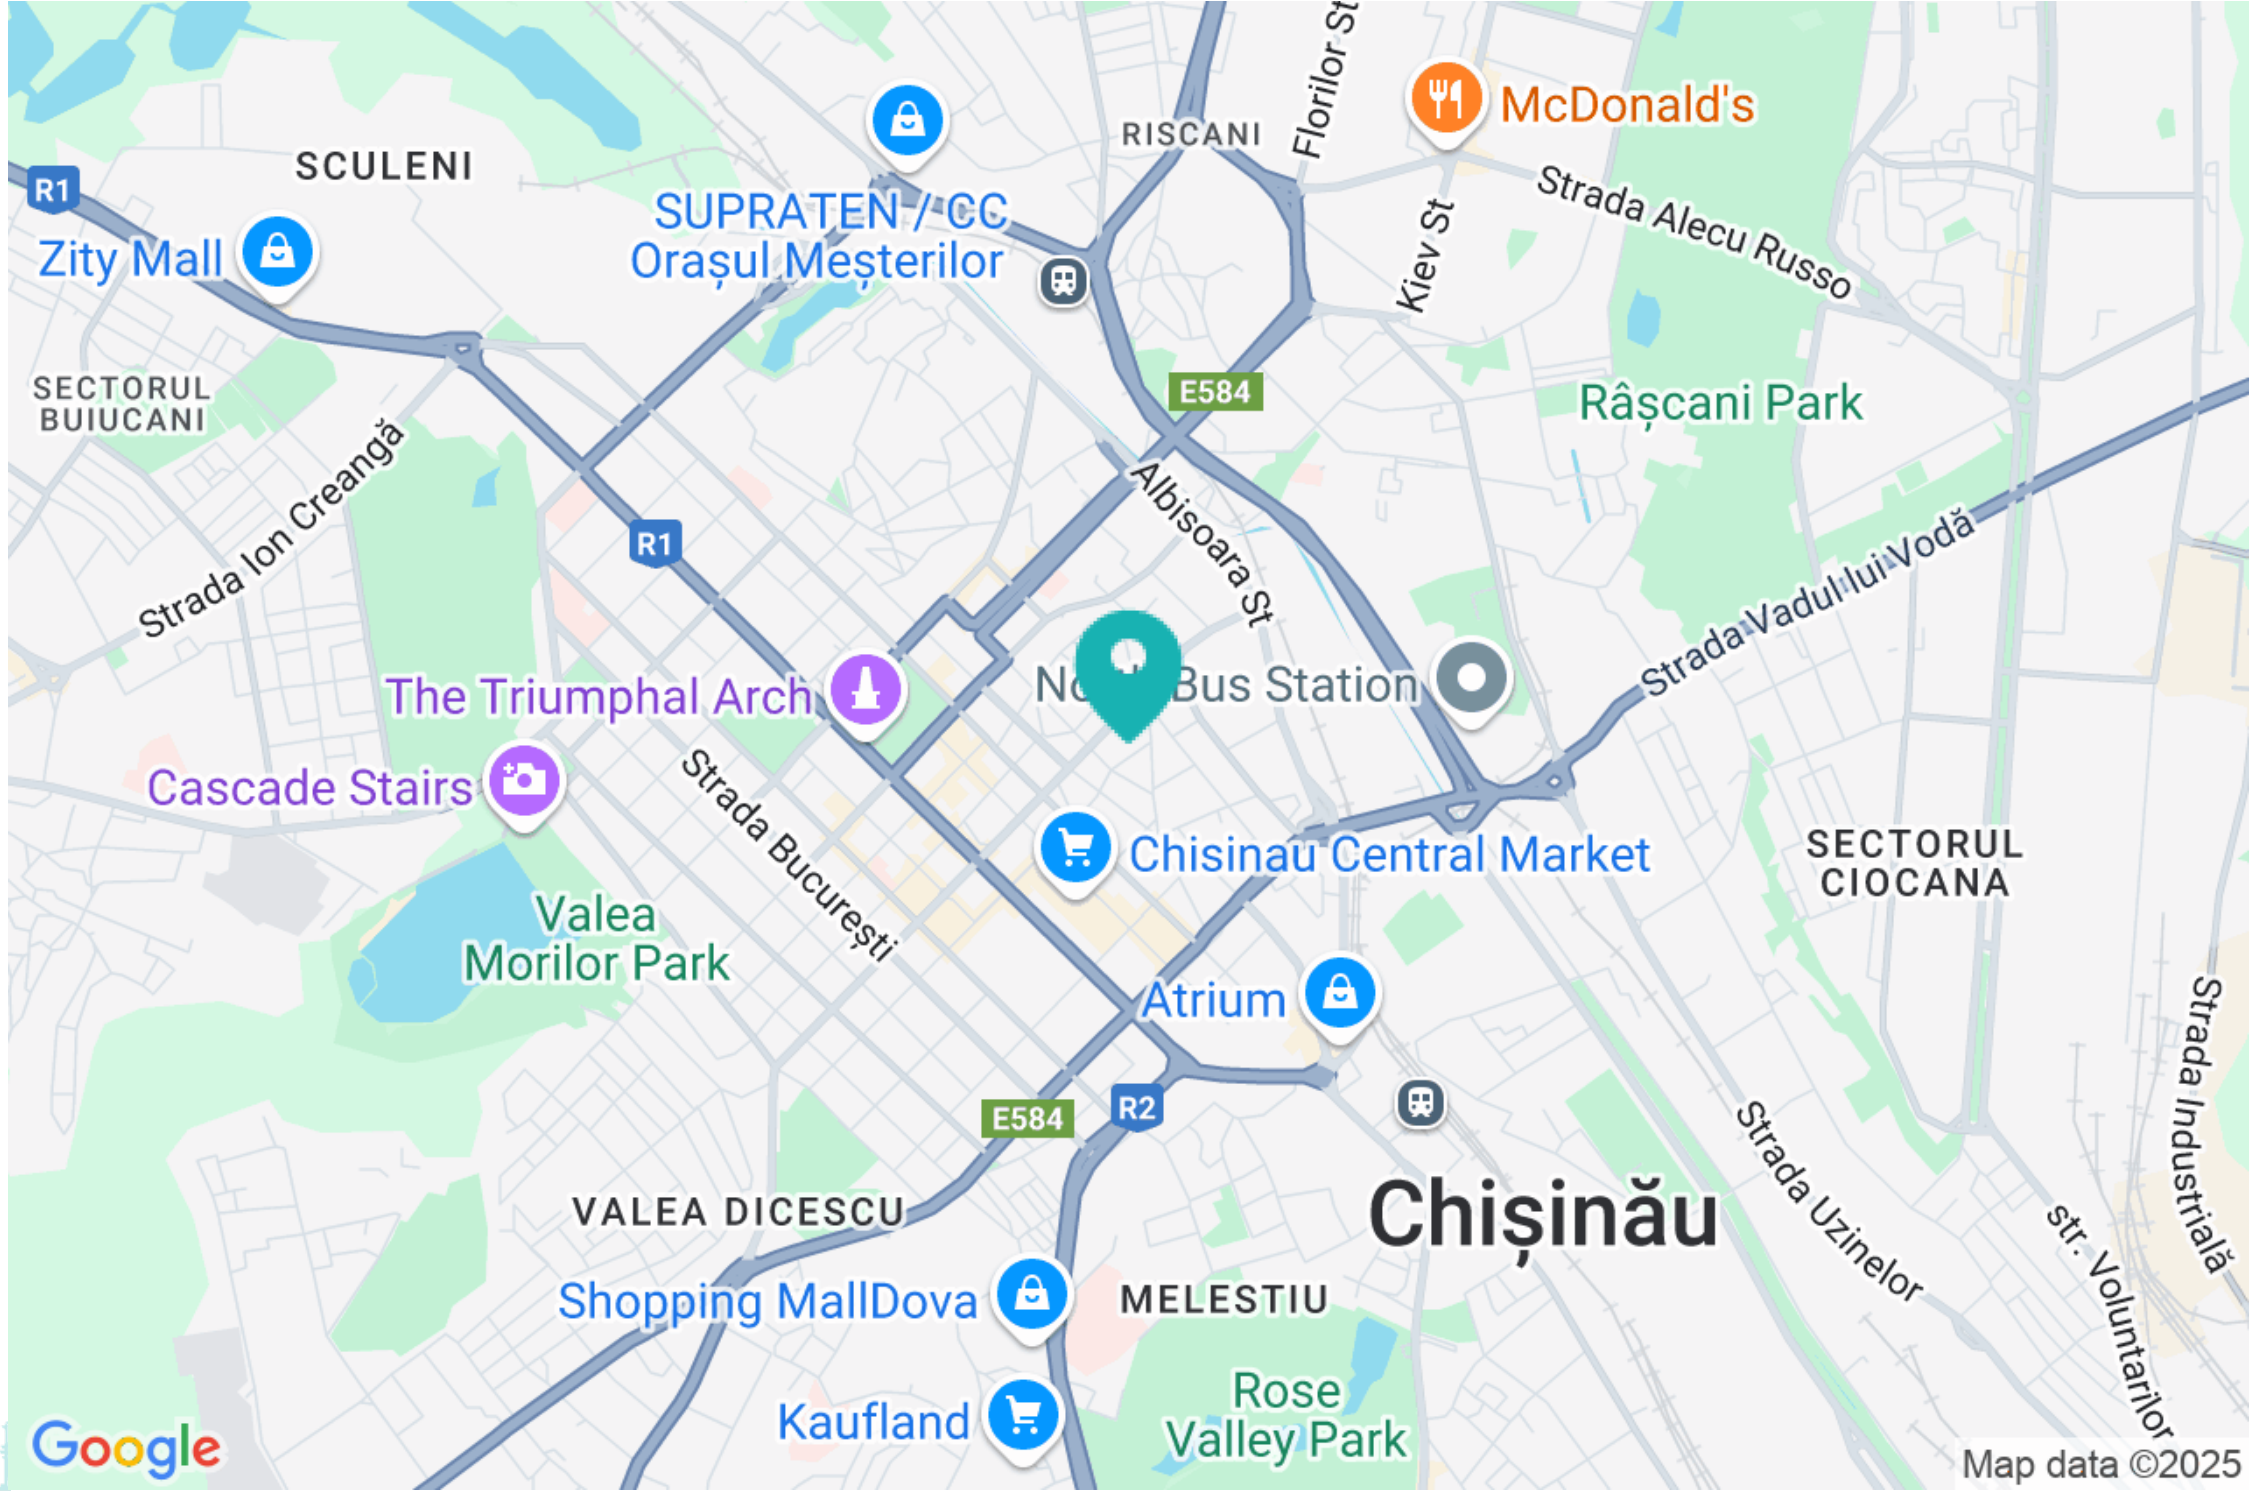 Florilor St
RISCANI
McDonald's
SCULENI
R1
Strada Alecu Russo
SUPRATEN / CC
Orașul Meșterilor
Kiev St
Zity Mall
SECTORUL
BUIUCANI
E584
Râșcani Park
Strada Ion Creangă
Albisoara St
R1
Strada Vadul lui Vodă
The Triumphal Arch
Bus Station
Cascade Stairs
Strada București
Chisinau Central Market
SECTORUL
CIOCANA
Valea
Morilor Park
Atrium
Strada Industrială
E584
R2
Strada Uzinelor
VALEA DICESCU
Chișinău
str. Voluntarilor
Shopping MallDova
MELESTIU
Rose
Valley Park
Kaufland
Google
Map data ©2025